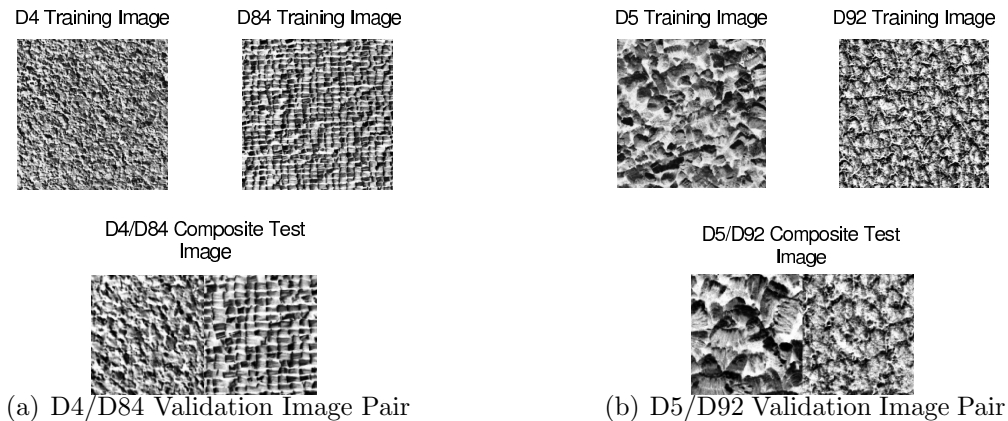 D4 Training Image
D84 Training Image
D4/D84 Composite Test
Image
(a) D4/D84 Validation Image Pair
D5 Training Image
D92 Training Image
D5/D92 Composite Test
Image
(b) D5/D92 Validation Image Pair